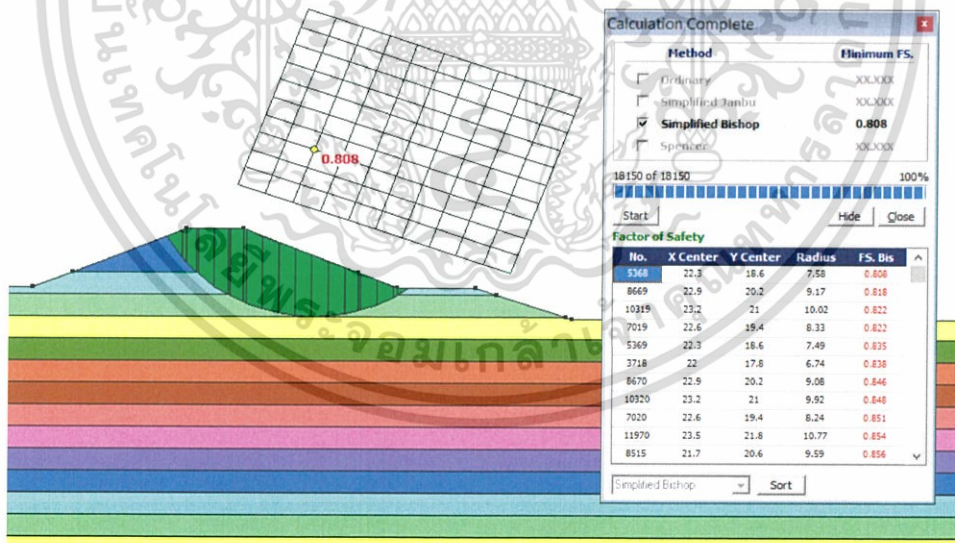 Calculation Complete
Method Minimum FS.
Ordinary XX.XXX
Simplified Janbu XX.XXX
Simplified Bishop 0.808
Spencer XX.XXX
18150 of 18150 100%
Start Hide Close
Factor of Safety
No. X Center Y Center Radius FS. Bis
5368 22.3 18.6 7.58 0.808
8669 22.9 20.2 9.17 0.818
10319 23.2 21 10.02 0.822
7019 22.6 19.4 8.33 0.822
5369 22.3 18.6 7.49 0.835
3718 22 17.8 6.74 0.838
8670 22.9 20.2 9.08 0.846
10320 23.2 21 9.92 0.848
7020 22.6 19.4 8.24 0.851
11970 23.5 21.8 10.77 0.854
8515 21.7 20.6 9.59 0.856
Simplified Bishop Sort
0.808